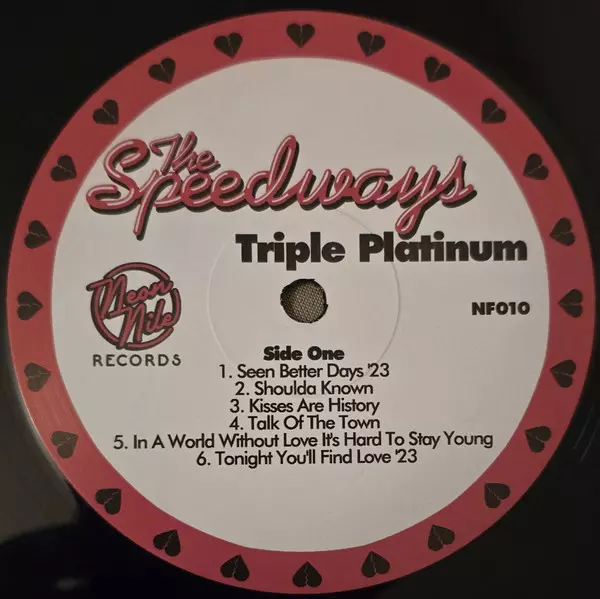 The
Speedways
Triple Platinum
Neon
Nile
RECORDS
NF010
Side One
1. Seen Better Days '23
2. Shoulda Known
3. Kisses Are History
4. Talk Of The Town
5. In A World Without Love It's Hard To Stay Young
6. Tonight You'll Find Love '23